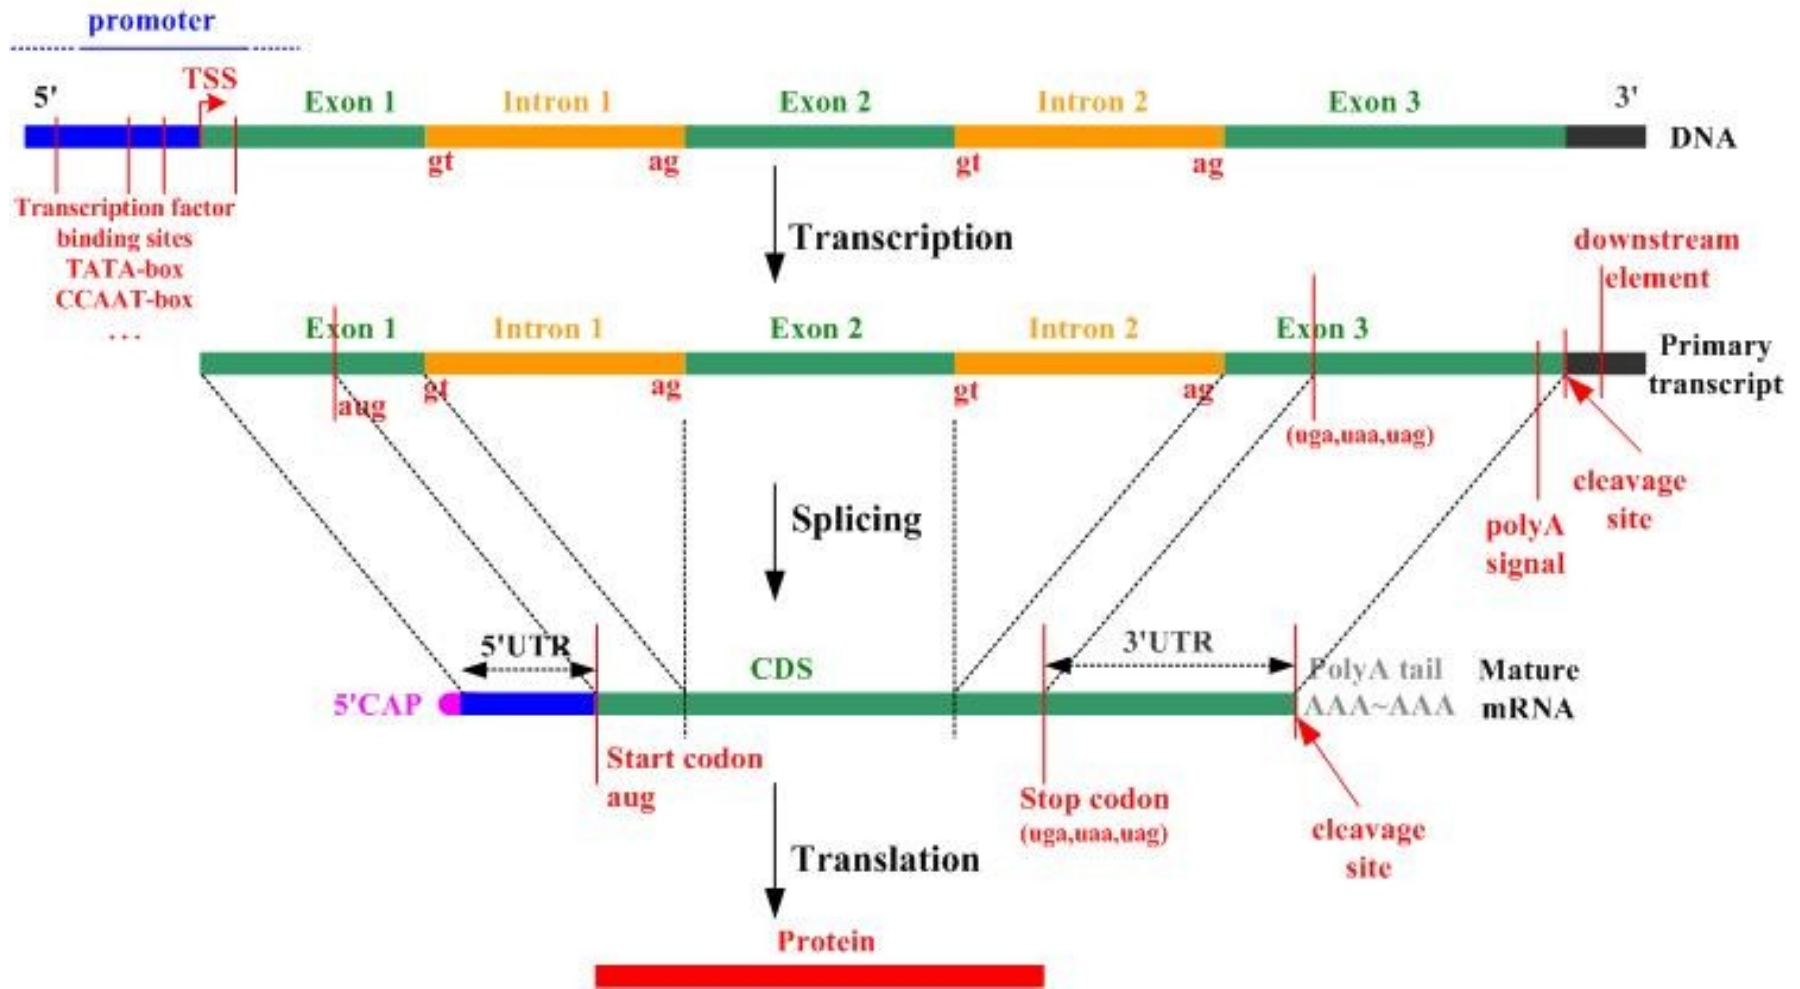 promoter
TSS
5'
Exon 1
Intron 1
Exon 2
Intron 2
Exon 3
3'
DNA
gt
ag
gt
ag
Transcription factor
binding sites
TATA-box
CCAAT-box
...
Transcription
downstream
element
Exon 1
Intron 1
Exon 2
Intron 2
Exon 3
Primary
transcript
aug
gt
ag
gt
ag
(uga,uaa,uag)
cleavage
site
polyA
signal
Splicing
5'UTR
CDS
3'UTR
PolyA tail
Mature
5'CAP
AAA~AAA
mRNA
Start codon
aug
Stop codon
(uga,uaa,uag)
cleavage
site
Translation
Protein